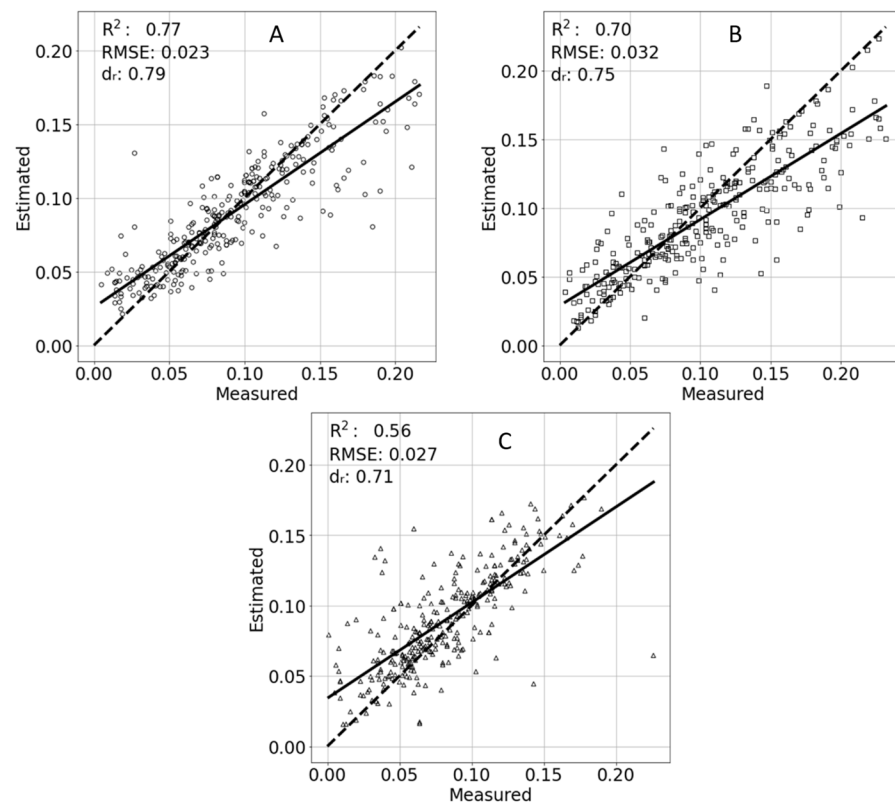 R²: 0.77
RMSE: 0.023
dᵣ: 0.79
A
0.20
0.15
0.10
0.05
0.00
Estimated
0.00 0.05 0.10 0.15 0.20
Measured
R²: 0.70
RMSE: 0.032
dᵣ: 0.75
B
0.20
0.15
0.10
0.05
0.00
Estimated
0.00 0.05 0.10 0.15 0.20
Measured
R²: 0.56
RMSE: 0.027
dᵣ: 0.71
C
0.20
0.15
0.10
0.05
0.00
Estimated
0.00 0.05 0.10 0.15 0.20
Measured